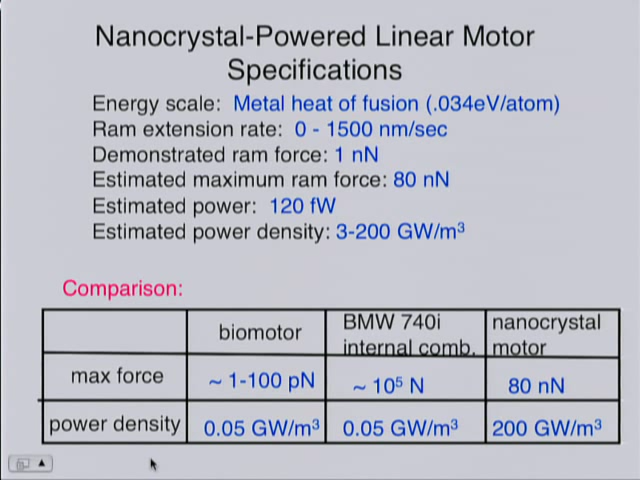 Nanocrystal-Powered Linear Motor
Specifications
Energy scale: Metal heat of fusion (.034eV/atom)
Ram extension rate: 0 - 1500 nm/sec
Demonstrated ram force: 1 nN
Estimated maximum ram force: 80 nN
Estimated power: 120 fW
Estimated power density: 3-200 GW/m³
Comparison:
biomotor
BMW 740i
internal comb.
nanocrystal
motor
max force
~ 1-100 pN
~ 10⁵ N
80 nN
power density
0.05 GW/m³
0.05 GW/m³
200 GW/m³